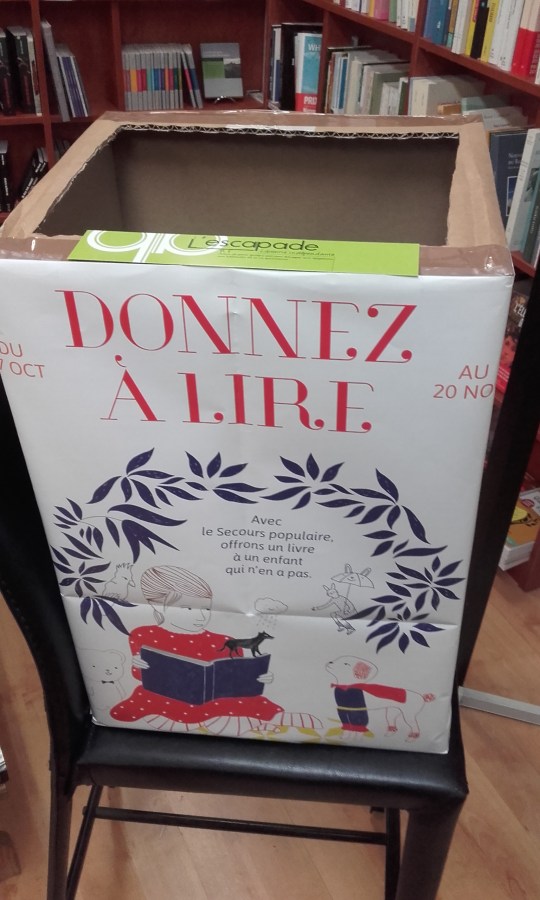 L'escapade
DONNEZ
À LIRE
DU
7 OCT
AU
20 NO
Avec
le Secours populaire,
offrons un livre
à un enfant
qui n'en a pas.